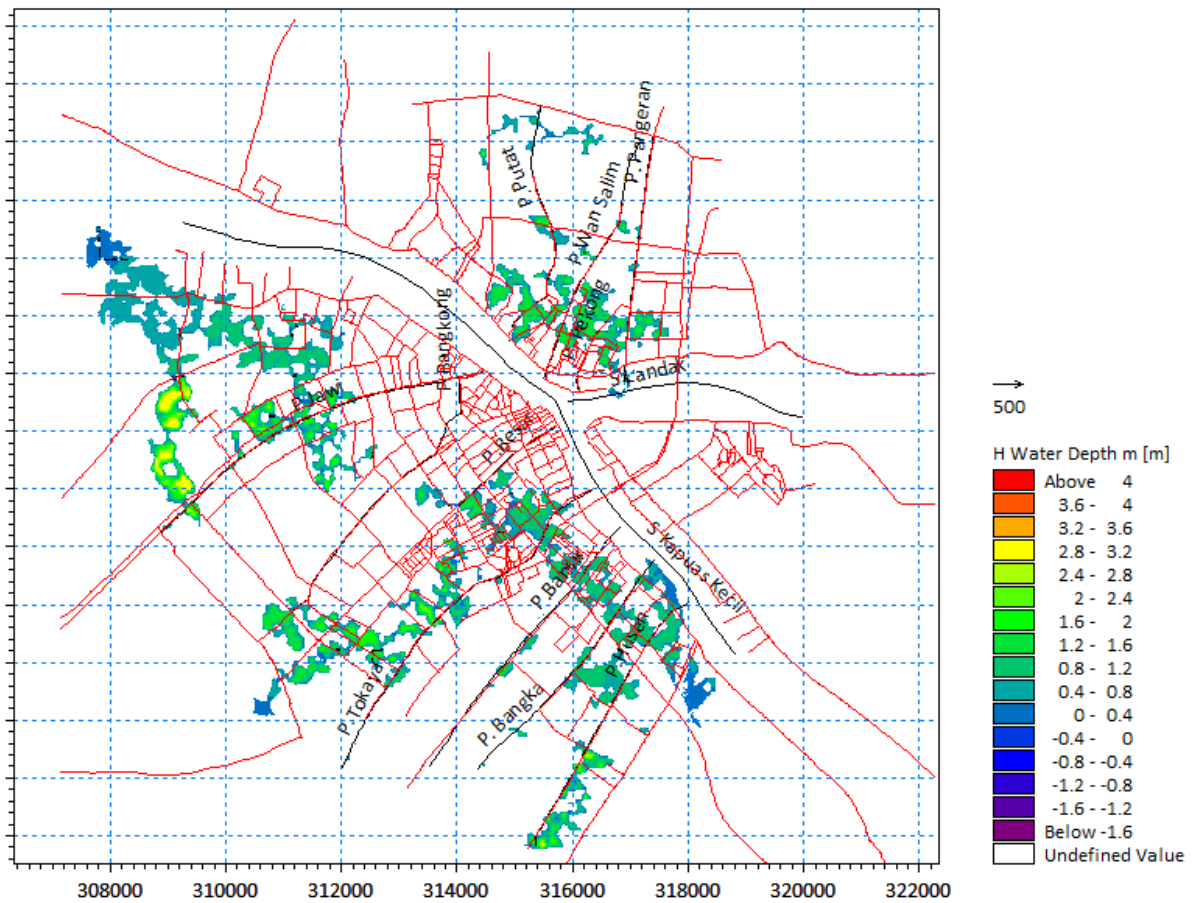 P. Pangeran
P. Putat
P. Wan Salim
P. Pekong
P. Bangkong
S. Landak
P. Jawi
P. Besar
S. Kapuas Kecil
P.
P. Husen
P. Tokaya
P. Bangka
308000 310000 312000 314000 316000 318000 320000 322000
500
H Water Depth m [m]
Above 4
3.6 - 4
3.2 - 3.6
2.8 - 3.2
2.4 - 2.8
2 - 2.4
1.6 - 2
1.2 - 1.6
0.8 - 1.2
0.4 - 0.8
0 - 0.4
-0.4 - 0
-0.8 - -0.4
-1.2 - -0.8
-1.6 - -1.2
Below -1.6
Undefined Value